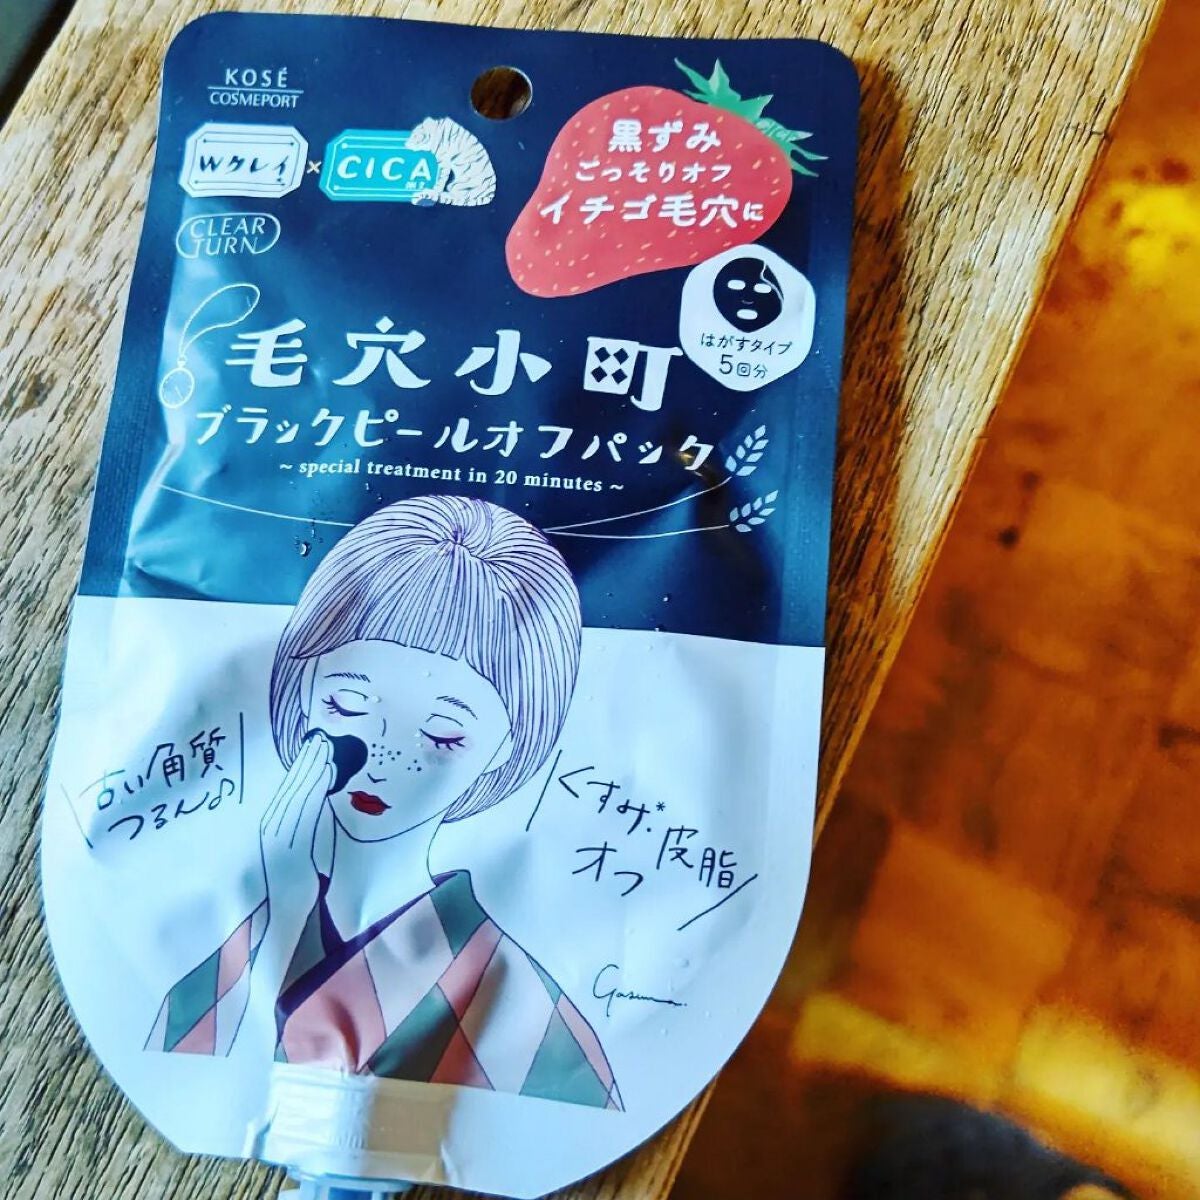 KOSÉ
COSMEPORT
Wクレイ×CICA
CLEAR
TURN
黒ずみ
ごっそりオフ
イチゴ毛穴に
はがすタイプ
5回分
毛穴小町
ブラックピールオフパック
~ special treatment in 20 minutes ~
古い角質
つるん♪
くすみ*・皮脂
オフ